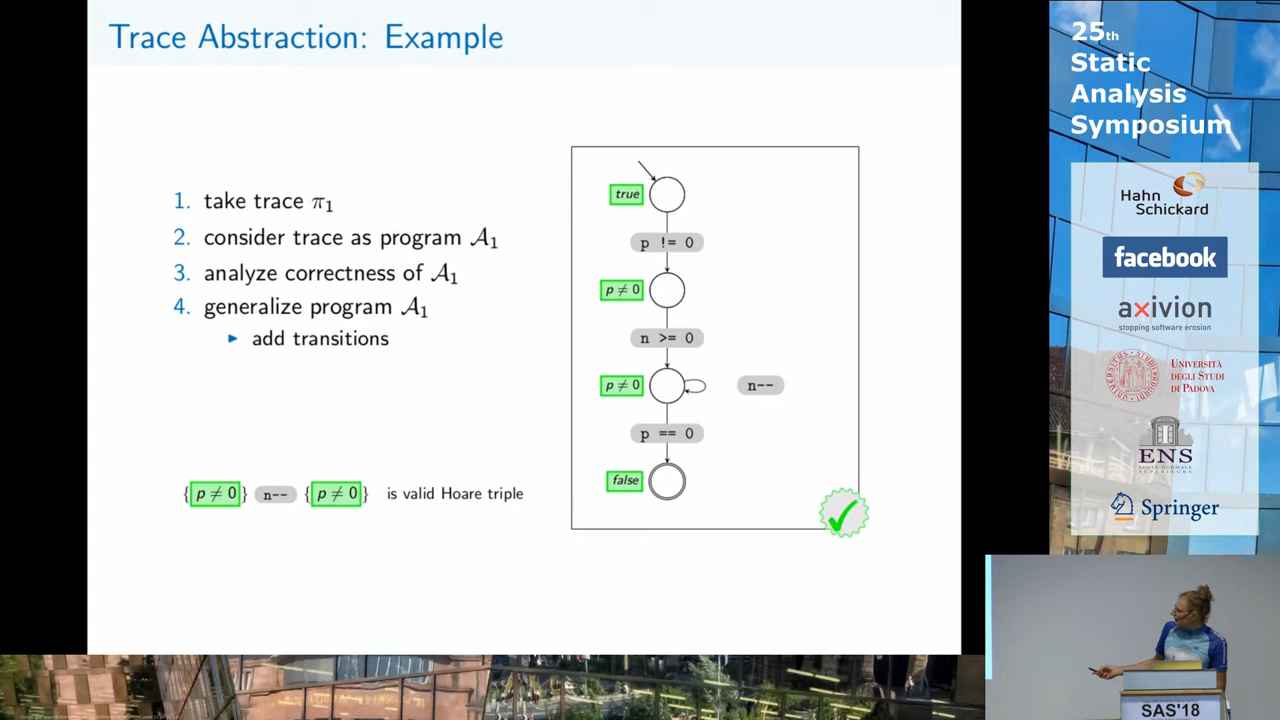 Trace Abstraction: Example
1. take trace π₁
2. consider trace as program 𝒜₁
3. analyze correctness of 𝒜₁
4. generalize program 𝒜₁
▶ add transitions
{ p ≠ 0 } n-- { p ≠ 0 } is valid Hoare triple
true
p != 0
p ≠ 0
n >= 0
p ≠ 0
n--
p == 0
false
25th
Static
Analysis
Symposium
Hahn
Schickard
facebook
axivion
stopping software erosion
UNIVERSITÀ
DEGLI STUDI
DI PADOVA
ENS
ÉCOLE NORMALE
SUPÉRIEURE
Springer
SAS'18